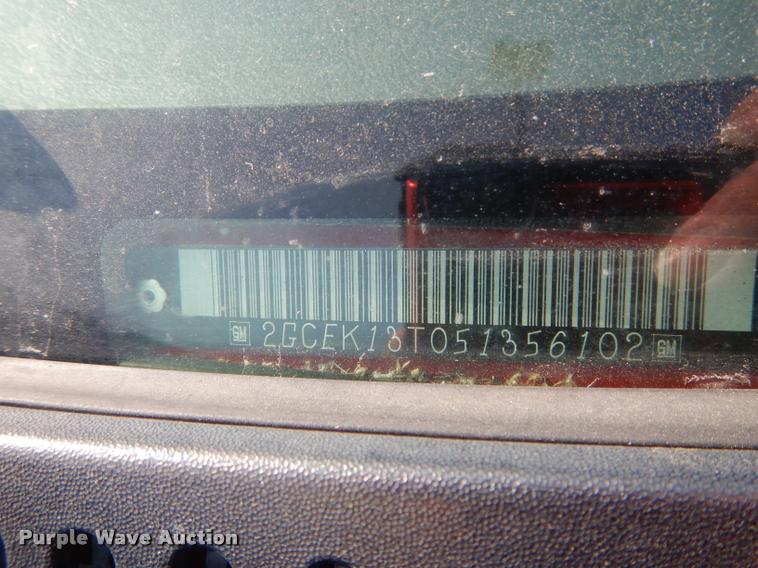 GM 2GCEK13T051356102 GM
Purple Wave Auction